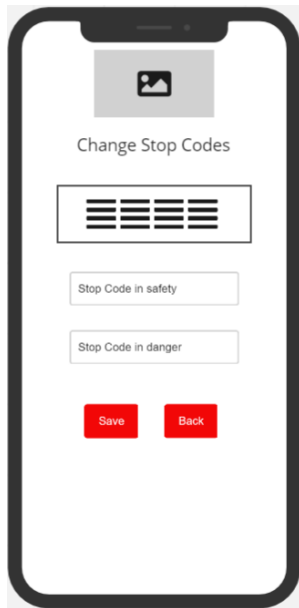 Change Stop Codes
Stop Code in safety
Stop Code in danger
Save
Back